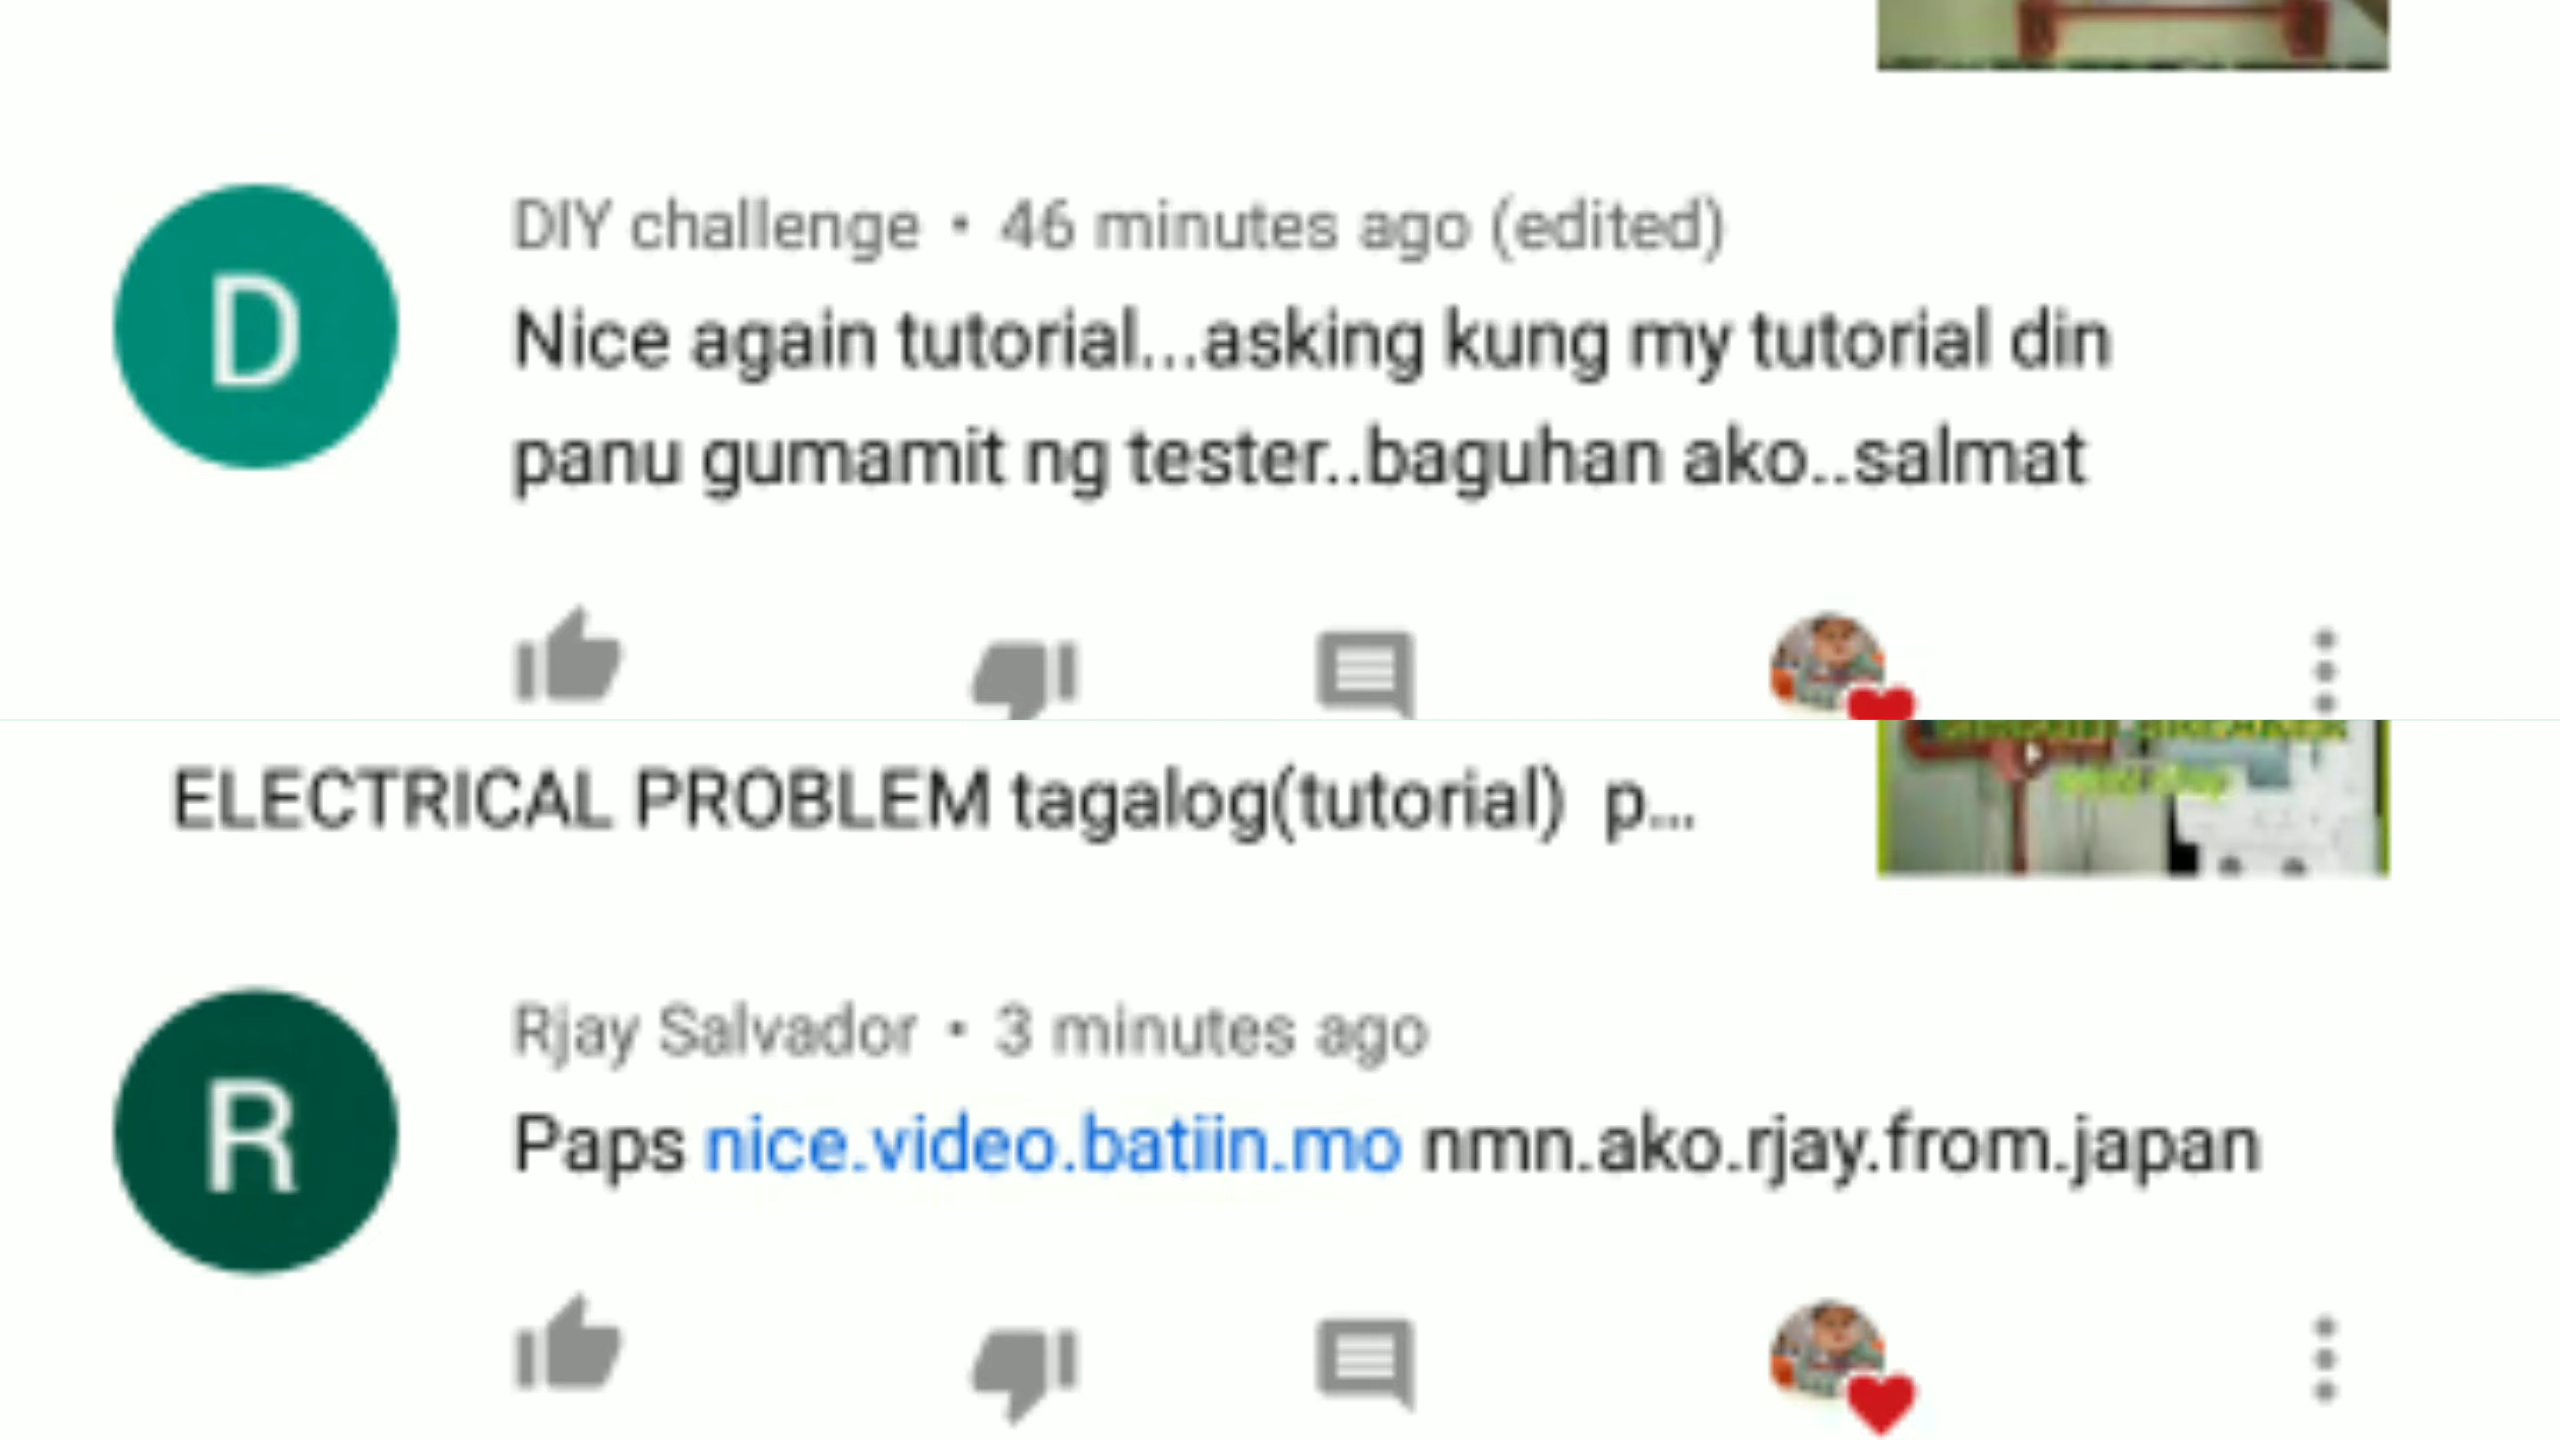 D
DIY challenge • 46 minutes ago (edited)
Nice again tutorial...asking kung my tutorial din
panu gumamit ng tester..baguhan ako..salmat
ELECTRICAL PROBLEM tagalog(tutorial) p...
R
Rjay Salvador • 3 minutes ago
Paps nice.video.batiin.mo nmn.ako.rjay.from.japan